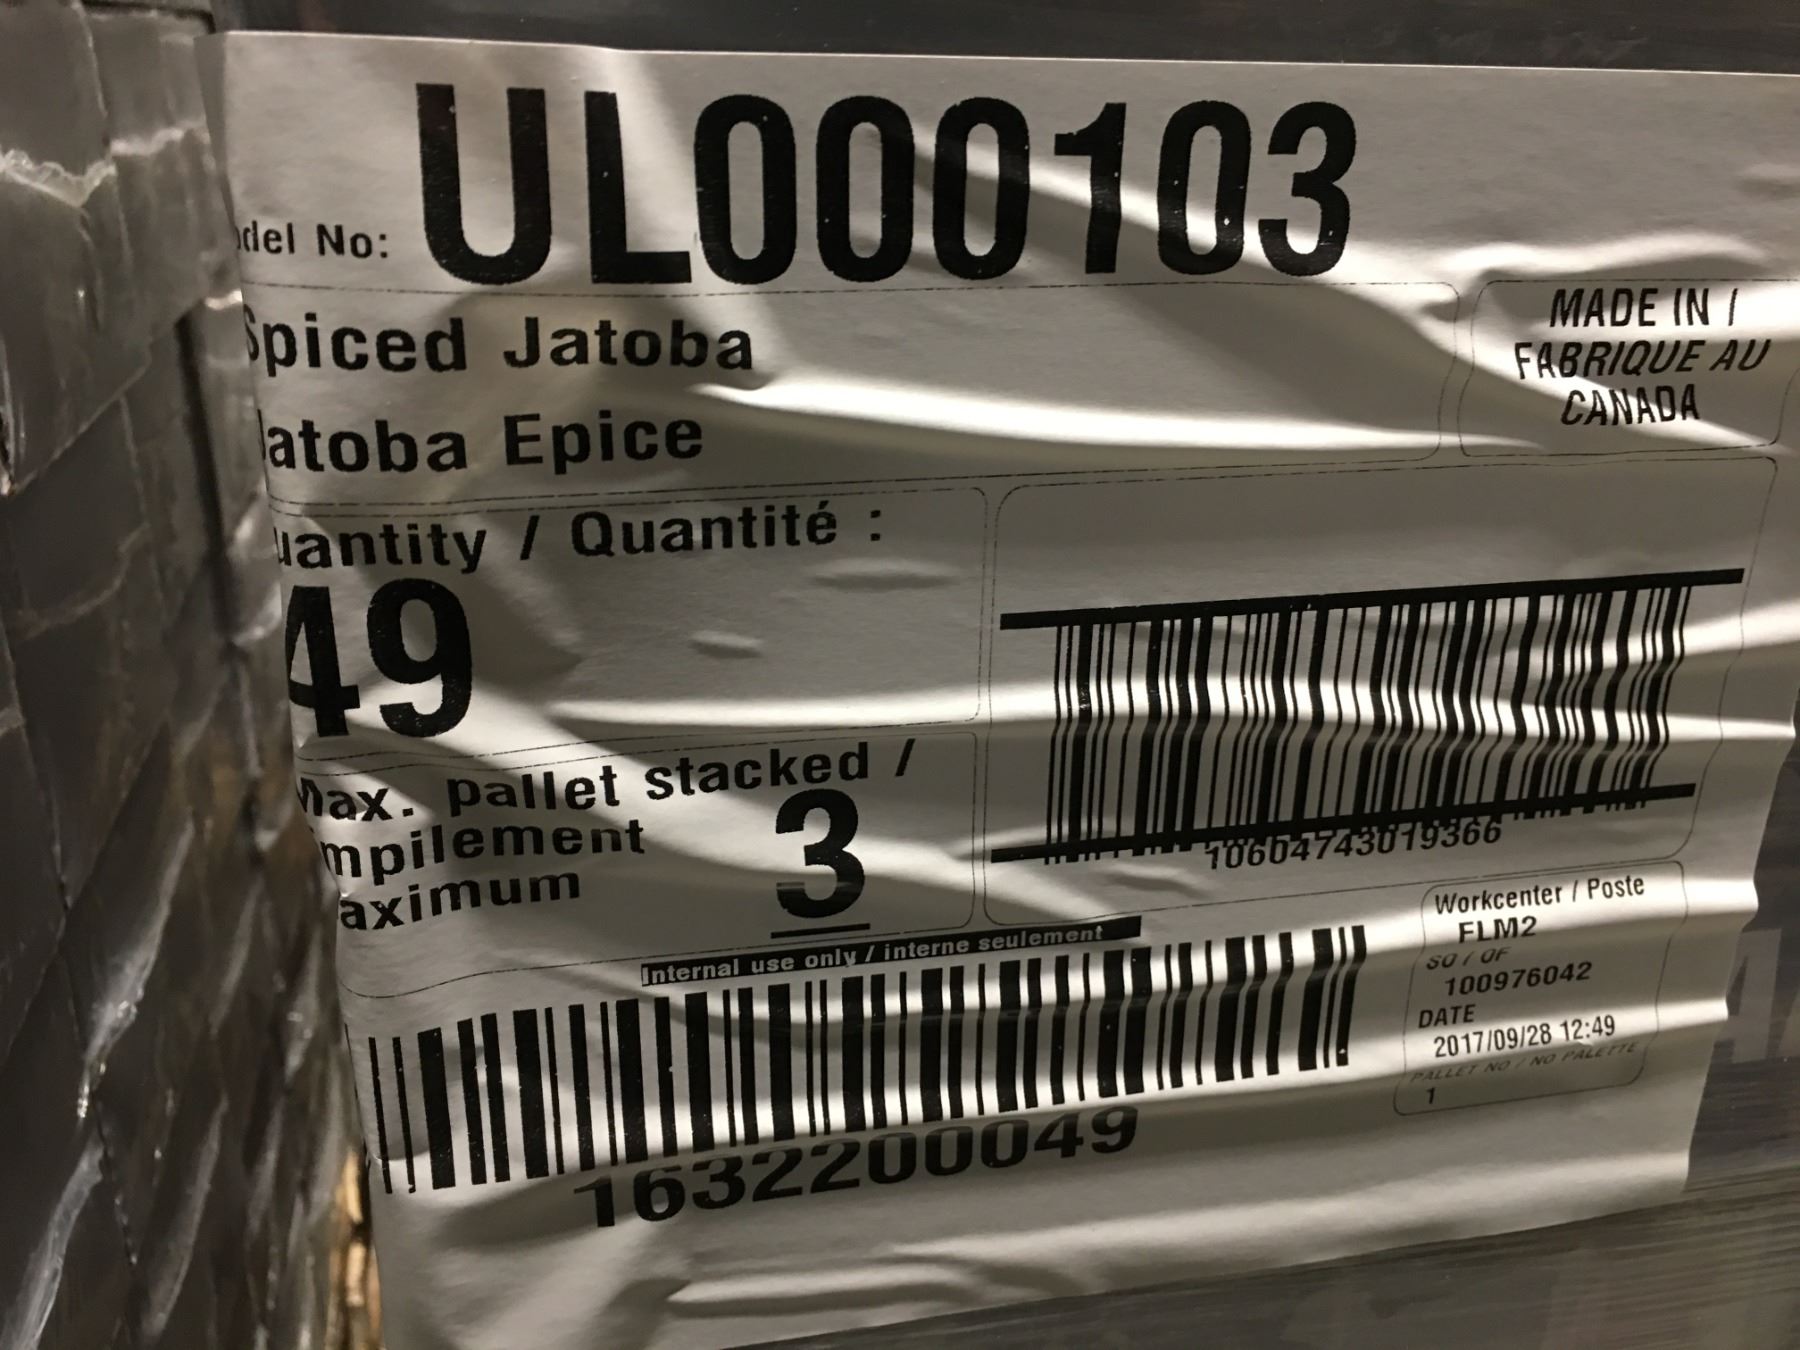 odel No: UL000103
Spiced Jatoba
Jatoba Epice
MADE IN /
FABRIQUE AU
CANADA
uantity / Quantité :
49
Max. pallet stacked /
mpilement
aximum
3
10604743019366
Internal use only / interne seulement
1632200049
Workcenter / Poste
FLM2
SO / OF
100976042
DATE
2017/09/28 12:49
PALLET NO / NO PALETTE
1